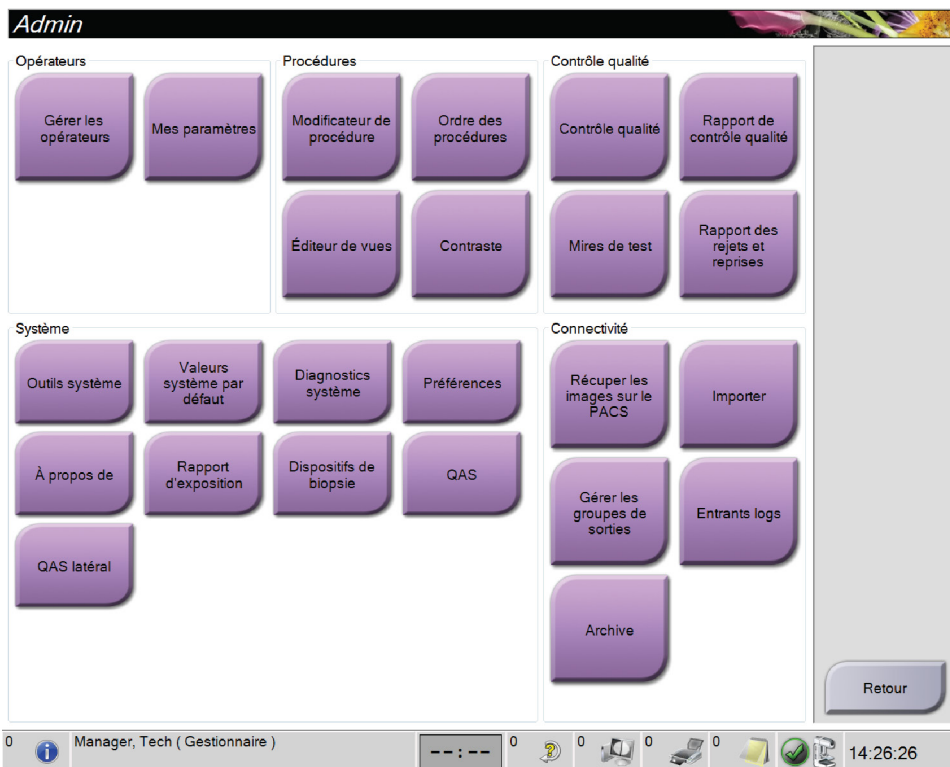 Admin
Opérateurs
Gérer les
opérateurs
Mes paramètres
Procédures
Modificateur de
procédure
Ordre des
procédures
Éditeur de vues
Contraste
Contrôle qualité
Contrôle qualité
Rapport de
contrôle qualité
Mires de test
Rapport des
rejets et
reprises
Système
Outils système
Valeurs
système par
défaut
Diagnostics
système
Préférences
À propos de
Rapport
d'exposition
Dispositifs de
biopsie
QAS
QAS latéral
Connectivité
Récuper les
images sur le
PACS
Importer
Gérer les
groupes de
sorties
Entrants logs
Archive
Retour
0
Manager, Tech ( Gestionnaire )
--:--
0
0
0
0
14:26:26